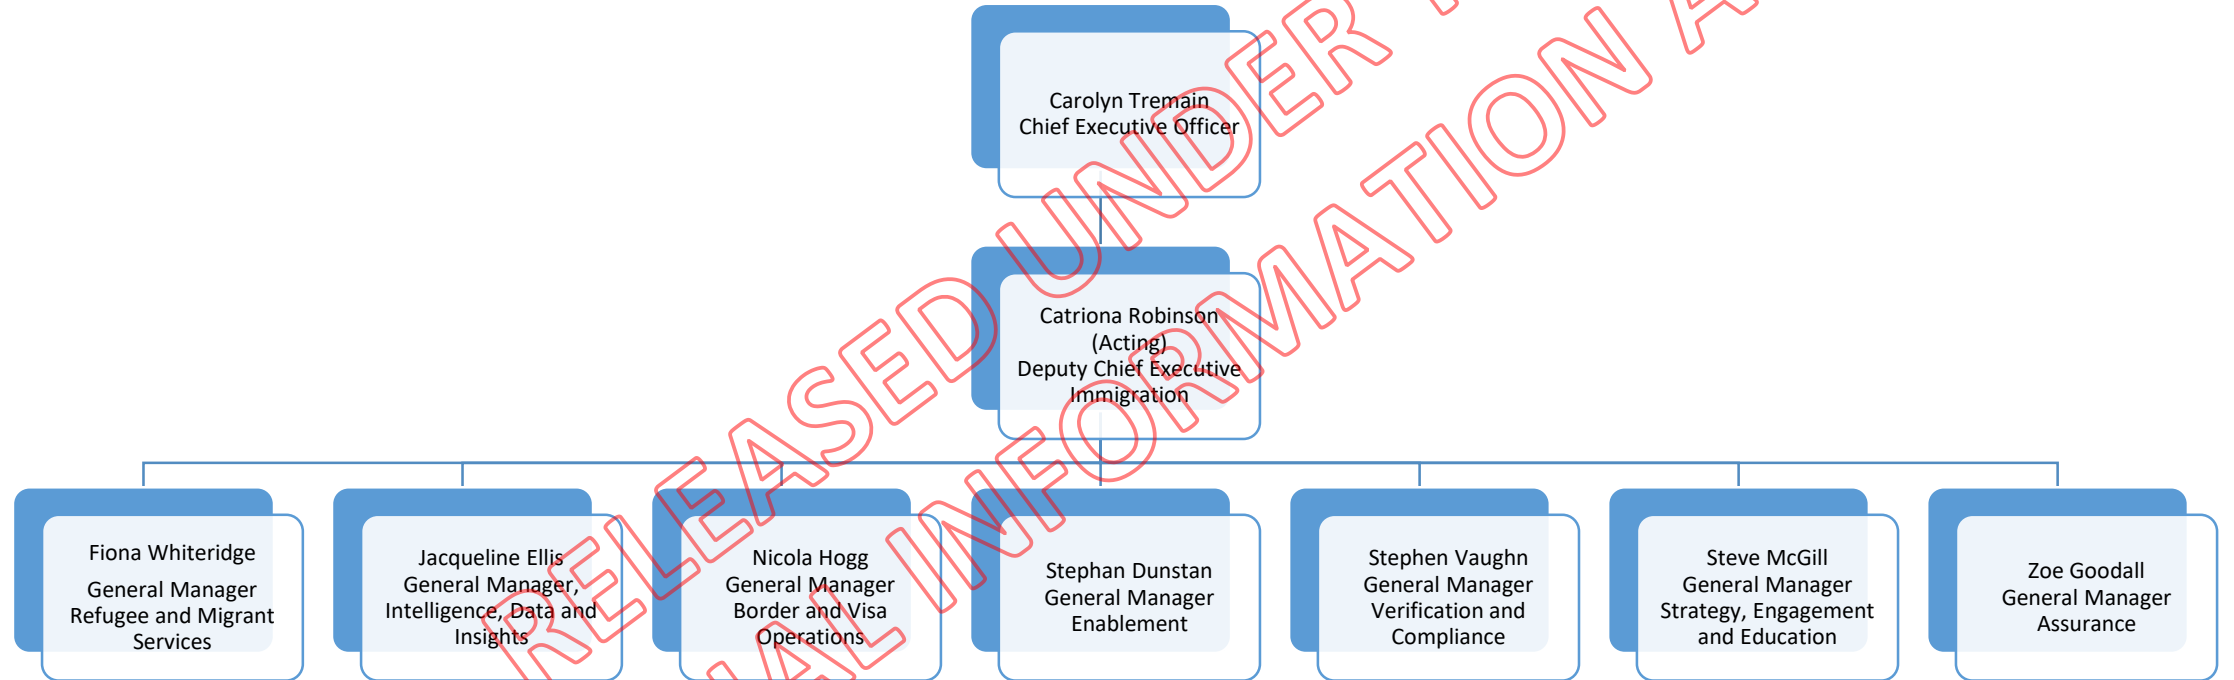 Carolyn Tremain
Chief Executive Officer
Catriona Robinson
(Acting)
Deputy Chief Executive
Immigration
Fiona Whiteridge
General Manager
Refugee and Migrant
Services
Jacqueline Ellis
General Manager,
Intelligence, Data and
Insights
Nicola Hogg
General Manager
Border and Visa
Operations
Stephan Dunstan
General Manager
Enablement
Stephen Vaughn
General Manager
Verification and
Compliance
Steve McGill
General Manager
Strategy, Engagement
and Education
Zoe Goodall
General Manager
Assurance
RELEASED UNDER
INFORMATION